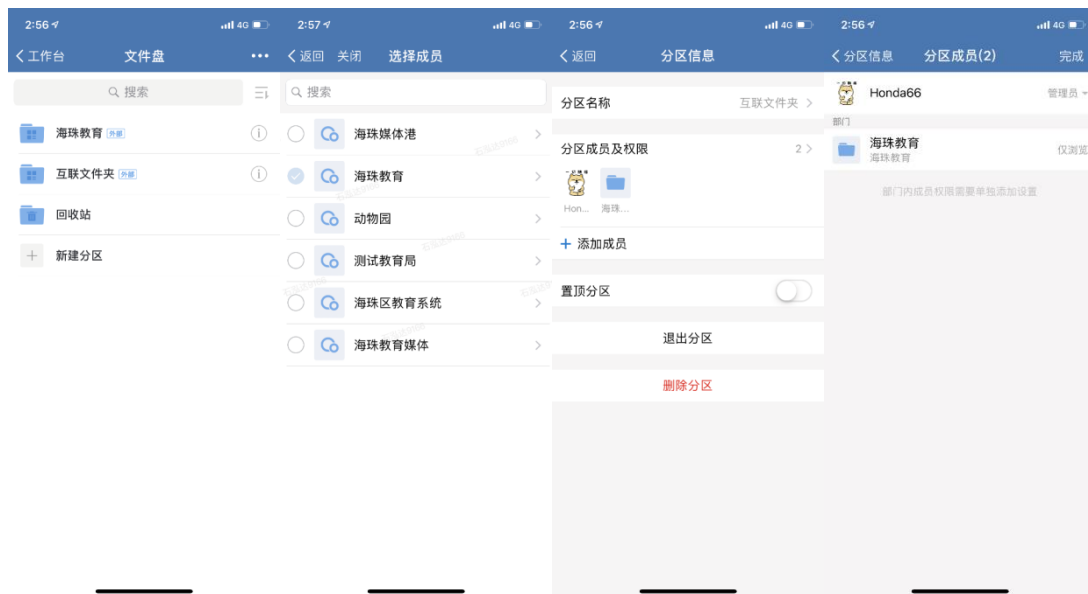 2:56
4G
工作台
文件盘
搜索
海珠教育 外部
互联文件夹 外部
回收站
新建分区
2:57
4G
返回 关闭 选择成员
搜索
海珠媒体港
海珠教育
动物园
测试教育局
海珠区教育系统
海珠教育媒体
2:56
4G
返回
分区信息
分区名称 互联文件夹
分区成员及权限 2
Hon... 海珠...
+ 添加成员
置顶分区
退出分区
删除分区
2:56
4G
分区信息 分区成员(2) 完成
Honda66 管理员
部门
海珠教育 仅浏览
海珠教育
部门内成员权限需要单独添加设置